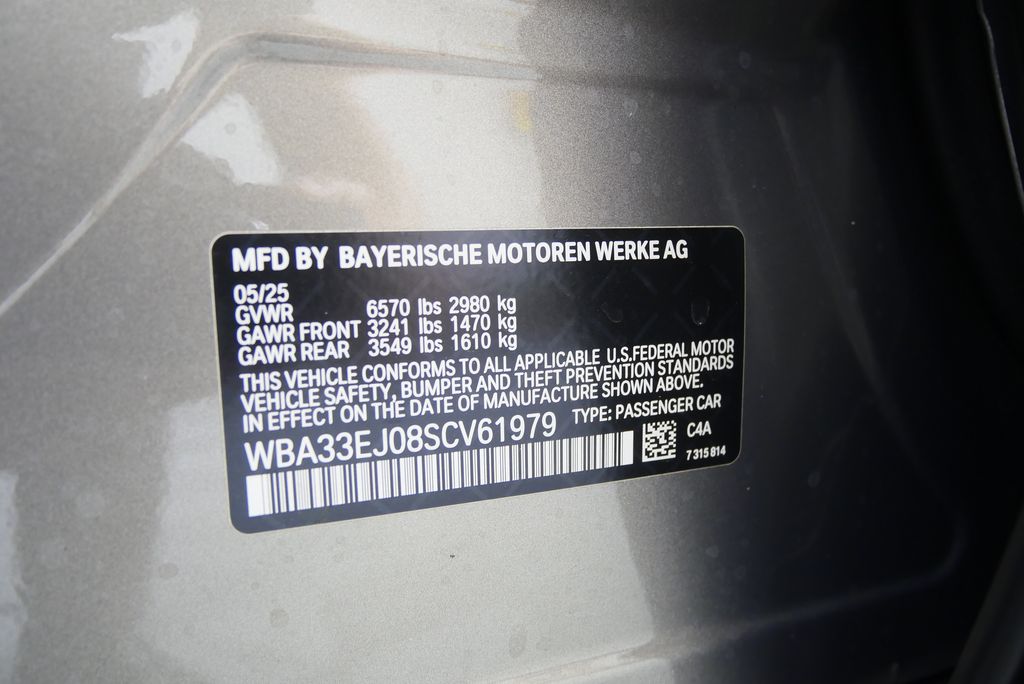 MFD BY BAYERISCHE MOTOREN WERKE AG
05/25
GVWR 6570 lbs 2980 kg
GAWR FRONT 3241 lbs 1470 kg
GAWR REAR 3549 lbs 1610 kg
THIS VEHICLE CONFORMS TO ALL APPLICABLE U.S.FEDERAL MOTOR
VEHICLE SAFETY, BUMPER AND THEFT PREVENTION STANDARDS
IN EFFECT ON THE DATE OF MANUFACTURE SHOWN ABOVE.
TYPE: PASSENGER CAR
WBA33EJ08SCV61979
C4A
7 315 814